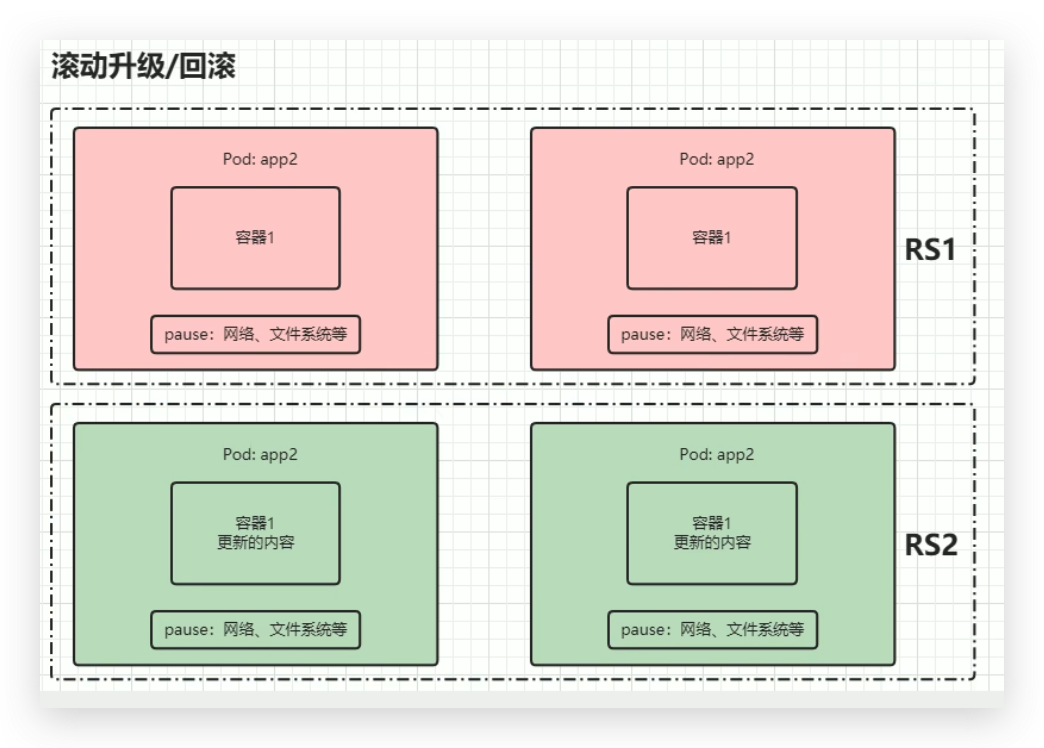 滚动升级/回滚
Pod: app2
容器1
pause：网络、文件系统等
Pod: app2
容器1
pause：网络、文件系统等
RS1
Pod: app2
容器1
更新的内容
pause：网络、文件系统等
Pod: app2
容器1
更新的内容
pause：网络、文件系统等
RS2